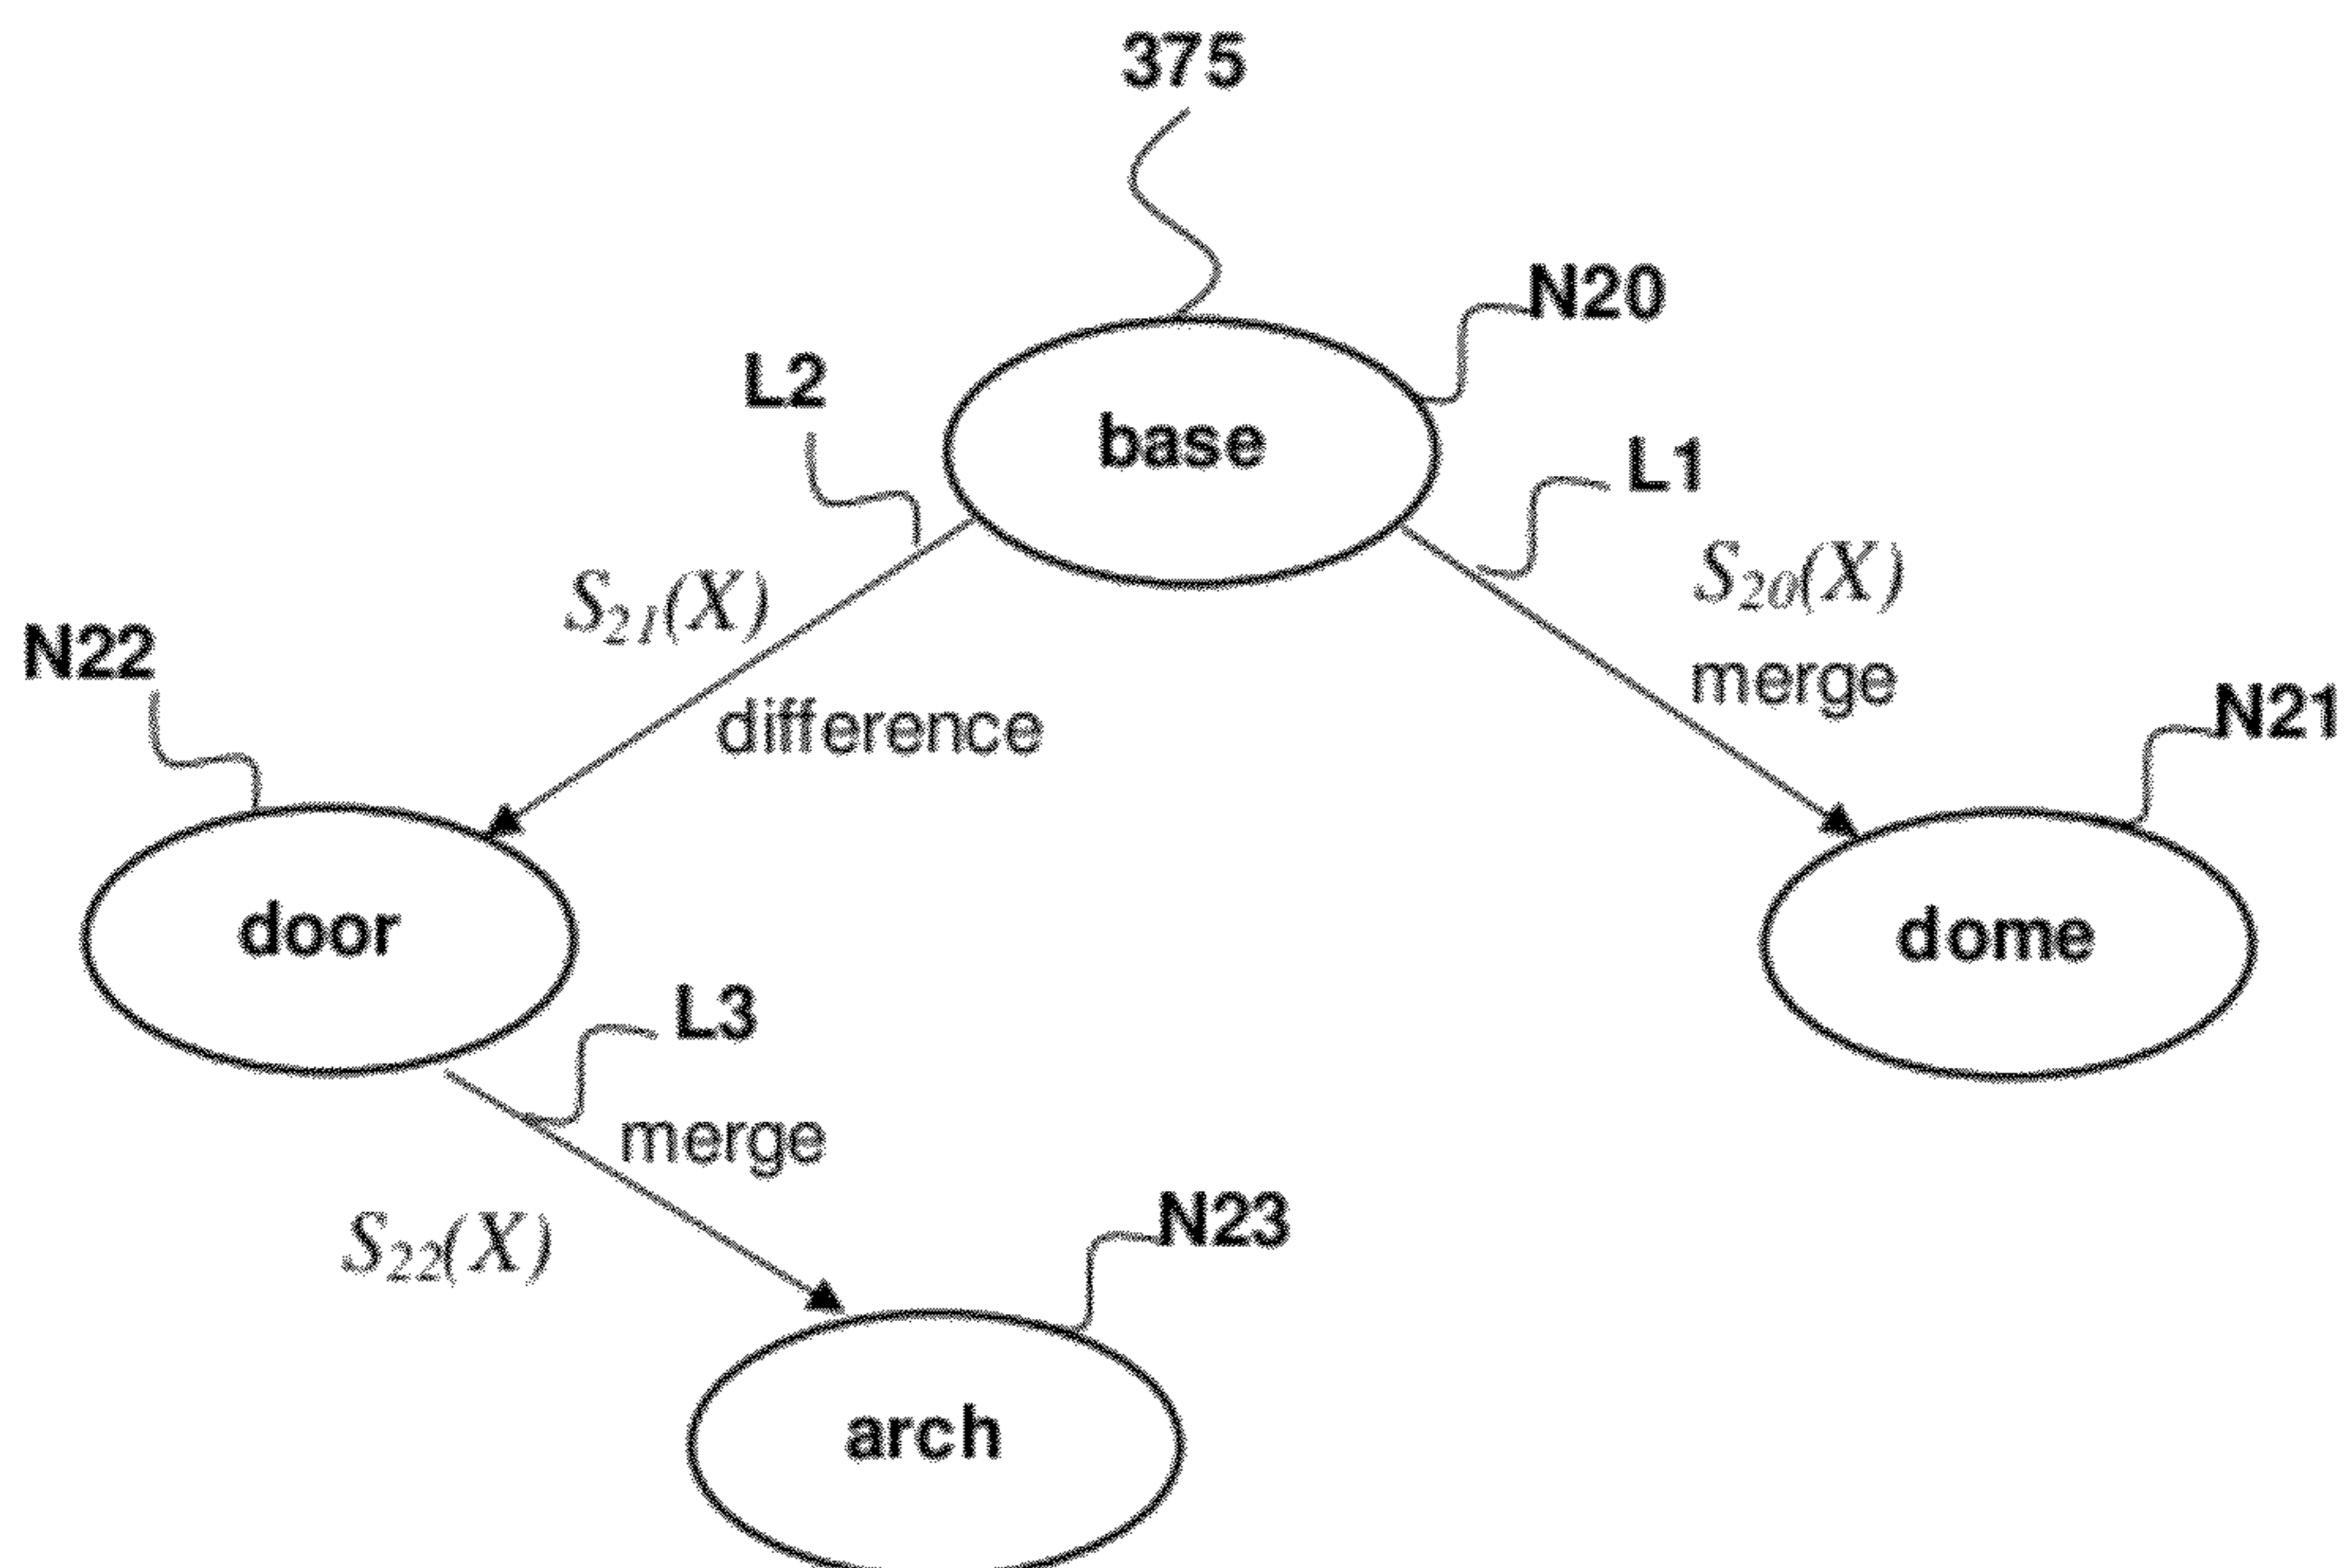 375
N20
L2
base
L1
S₂₁(X)
S₂₀(X)
N22
merge
difference
N21
door
dome
L3
merge
S₂₂(X)
N23
arch